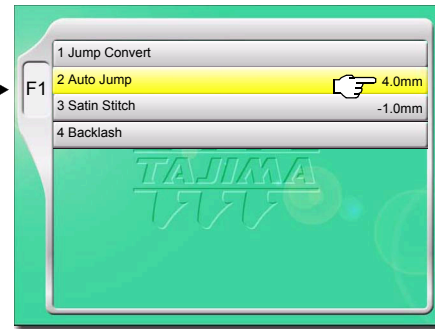 F1
1 Jump Convert
2 Auto Jump 4.0mm
3 Satin Stitch -1.0mm
4 Backlash
TAJIMA